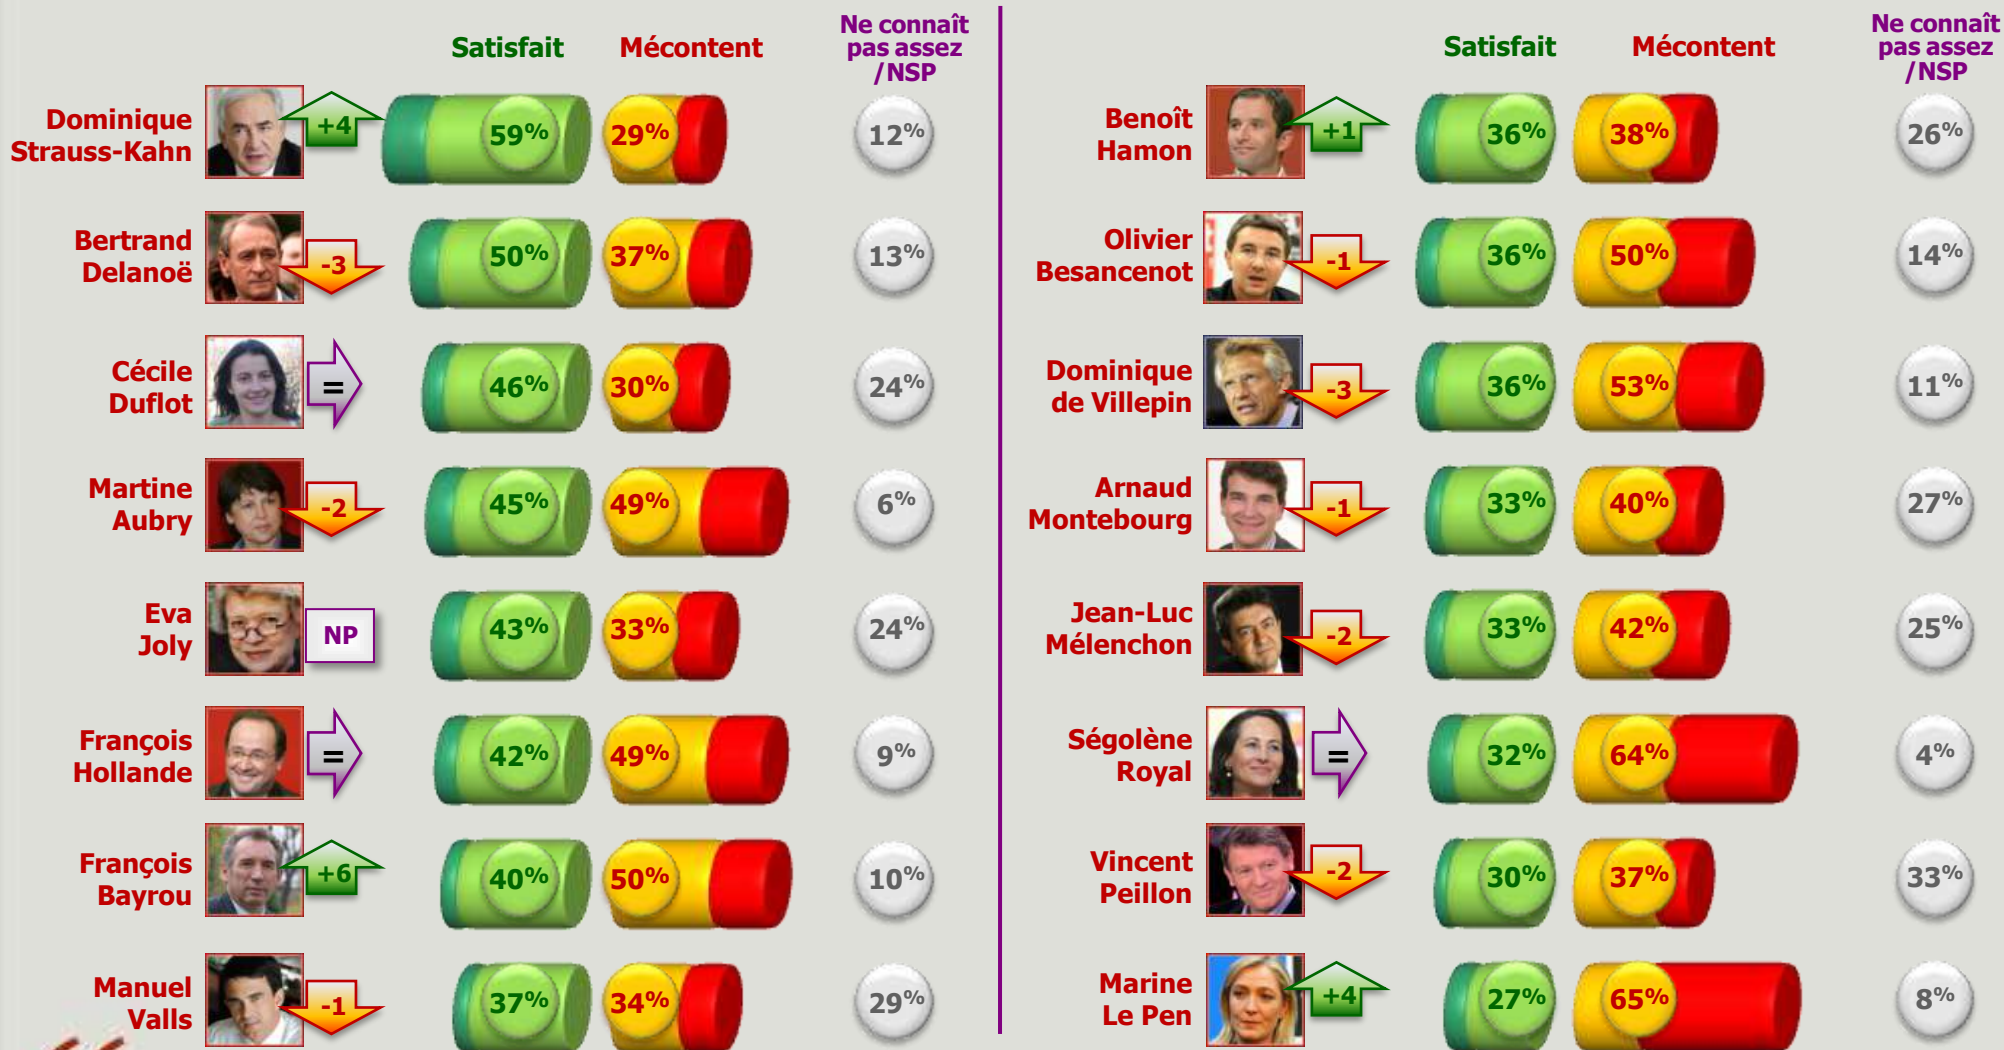 Satisfait Mécontent Ne connaît
pas assez
/NSP
Dominique
Strauss-Kahn +4 59% 29% 12%
Bertrand
Delanoë -3 50% 37% 13%
Cécile
Duflot = 46% 30% 24%
Martine
Aubry -2 45% 49% 6%
Eva
Joly NP 43% 33% 24%
François
Hollande = 42% 49% 9%
François
Bayrou +6 40% 50% 10%
Manuel
Valls -1 37% 34% 29%
Satisfait Mécontent Ne connaît
pas assez
/NSP
Benoît
Hamon +1 36% 38% 26%
Olivier
Besancenot -1 36% 50% 14%
Dominique
de Villepin -3 36% 53% 11%
Arnaud
Montebourg -1 33% 40% 27%
Jean-Luc
Mélenchon -2 33% 42% 25%
Ségolène
Royal = 32% 64% 4%
Vincent
Peillon -2 30% 37% 33%
Marine
Le Pen +4 27% 65% 8%